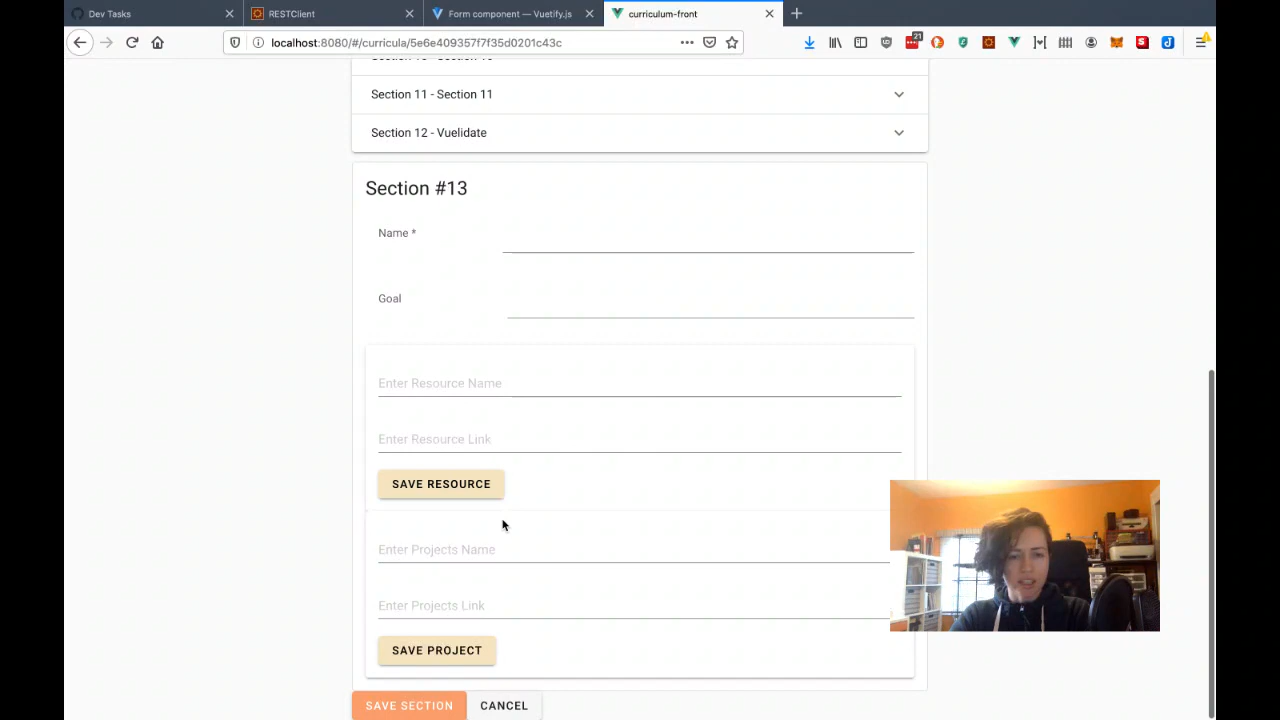 Dev Tasks
RESTClient
Form component — Vuetify.js
curriculum-front
localhost:8080/#/curricula/5e6e409357f7f35d0201c43c
21
Section 11 - Section 11
Section 12 - Vuelidate
Section #13
Name *
Goal
Enter Resource Name
Enter Resource Link
SAVE RESOURCE
Enter Projects Name
Enter Projects Link
SAVE PROJECT
SAVE SECTION
CANCEL